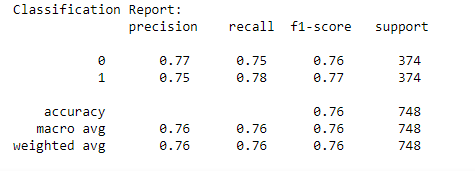 Classification Report:
precision recall f1-score support
0 0.77 0.75 0.76 374
1 0.75 0.78 0.77 374
accuracy 0.76 748
macro avg 0.76 0.76 0.76 748
weighted avg 0.76 0.76 0.76 748